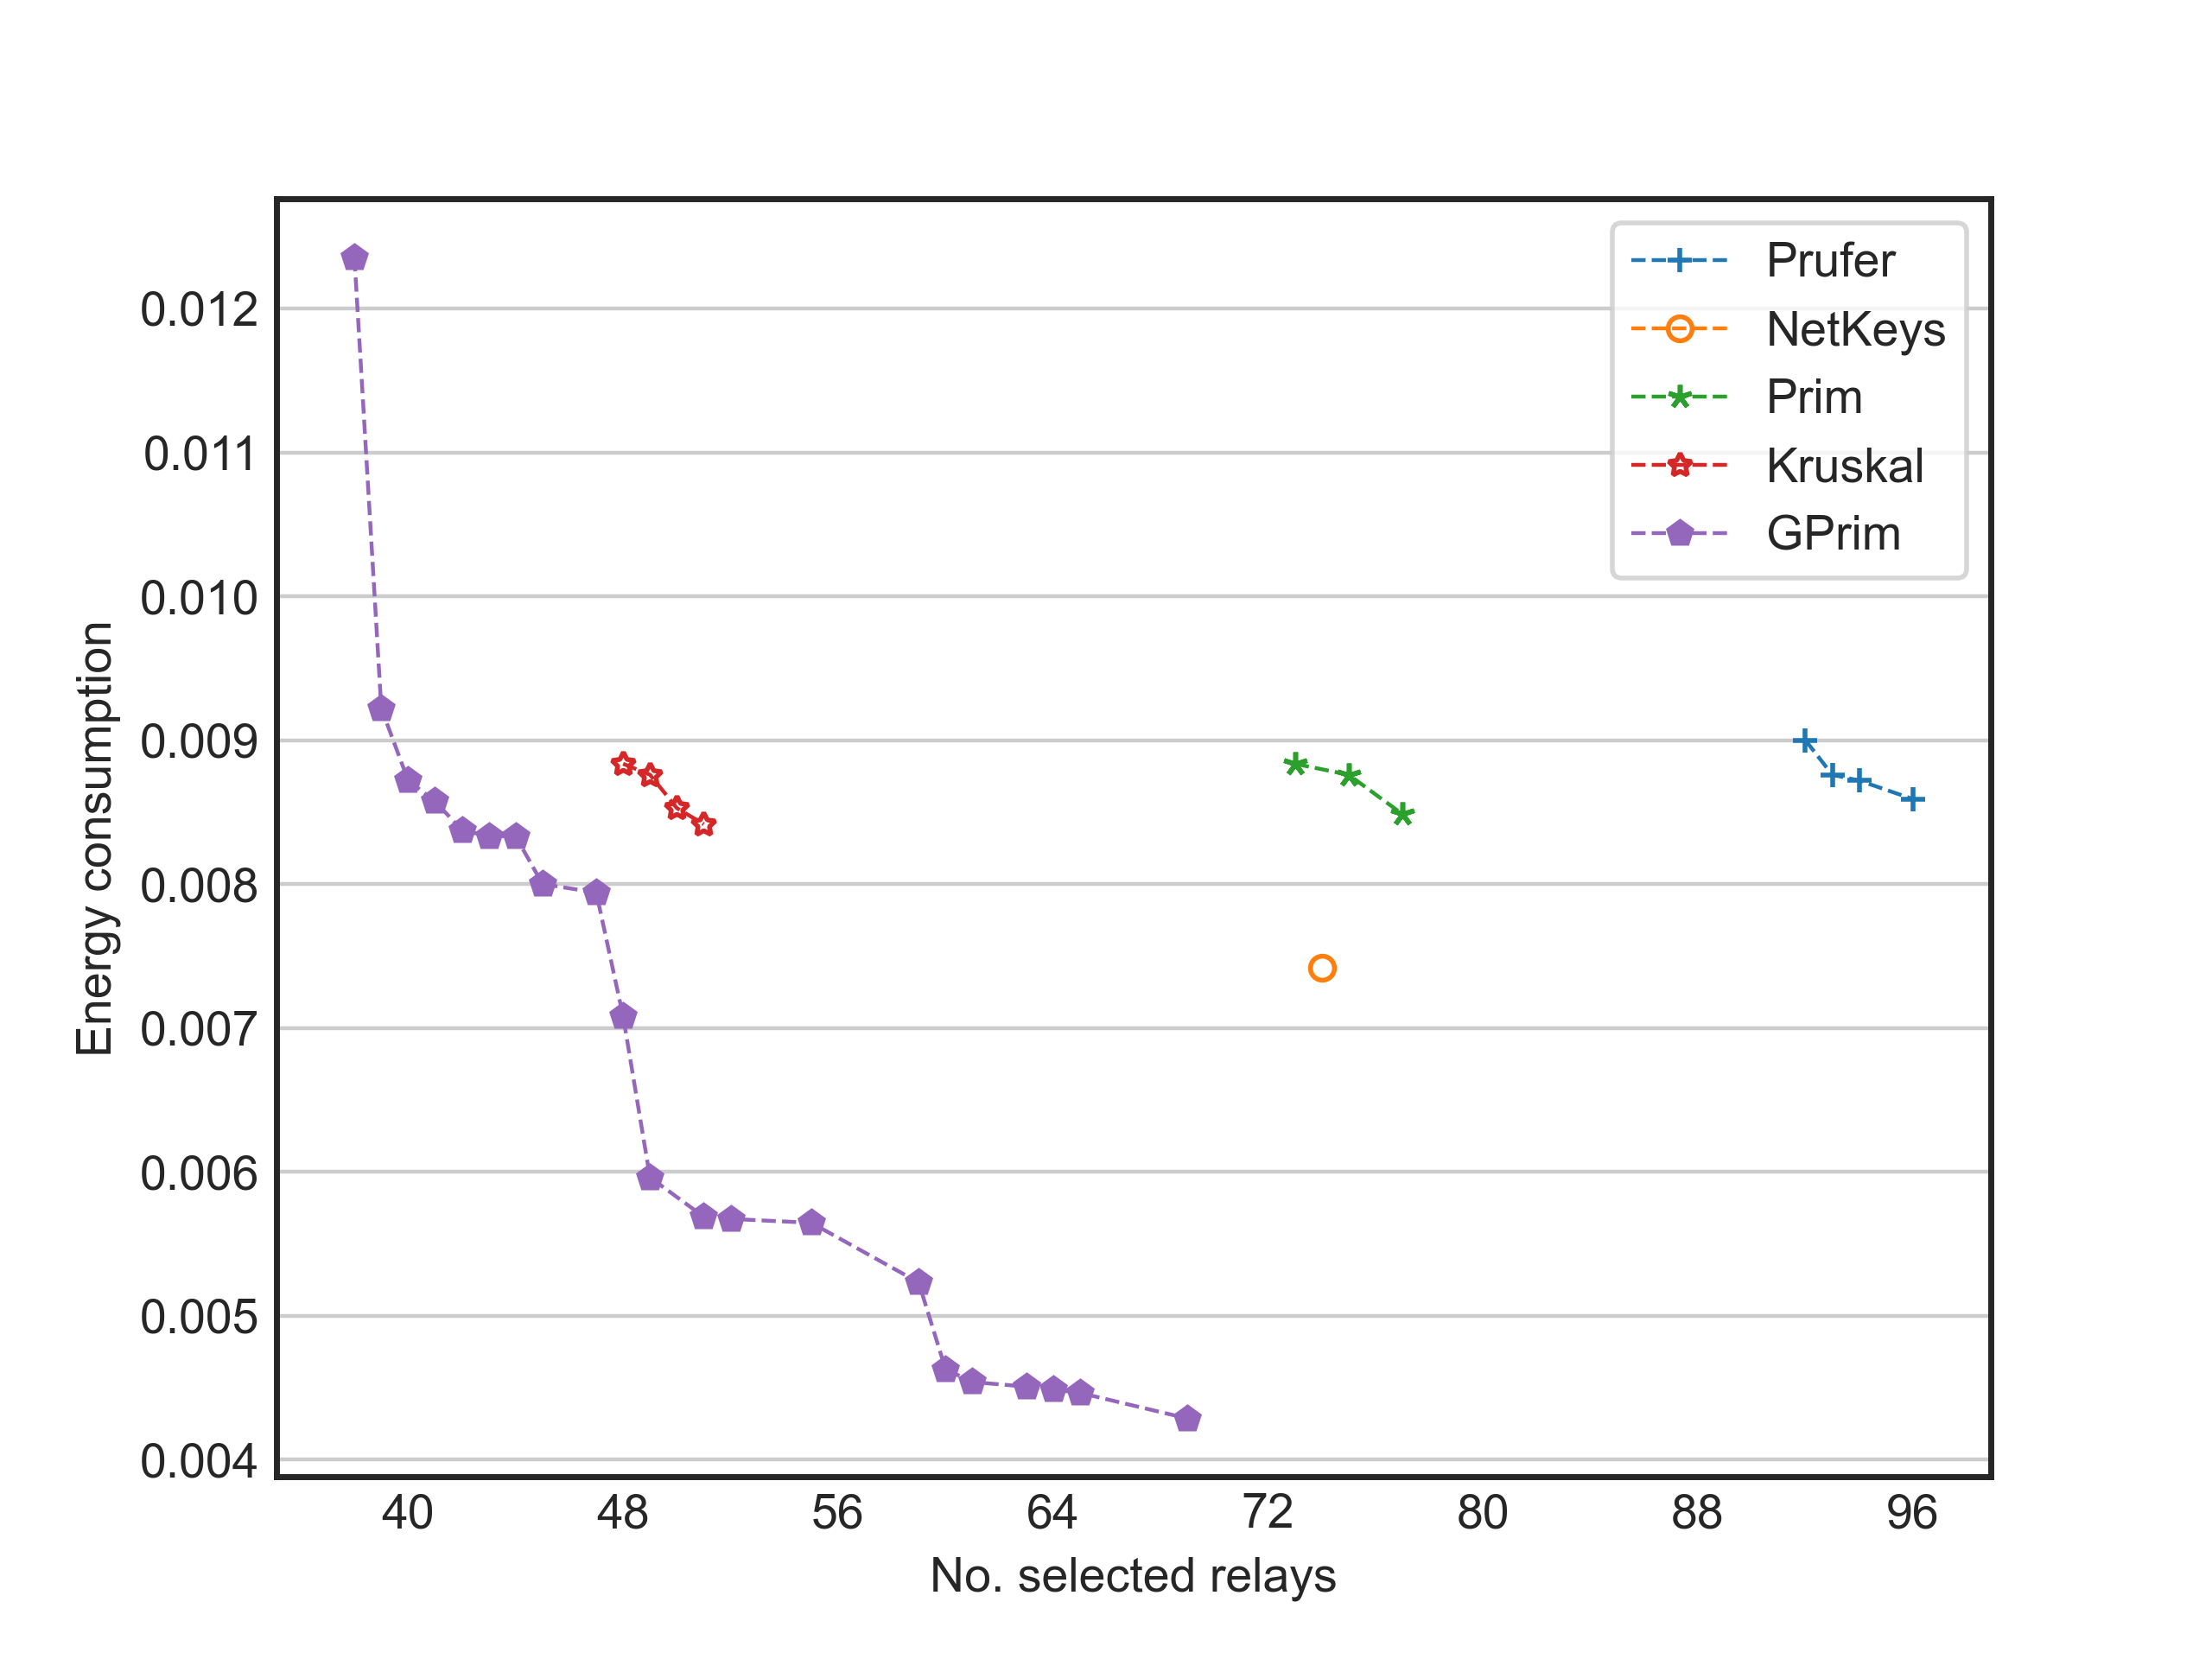 Prufer
NetKeys
Prim
Kruskal
GPrim
0.012
0.011
0.010
0.009
0.008
0.007
0.006
0.005
0.004
Energy consumption
40 48 56 64 72 80 88 96
No. selected relays